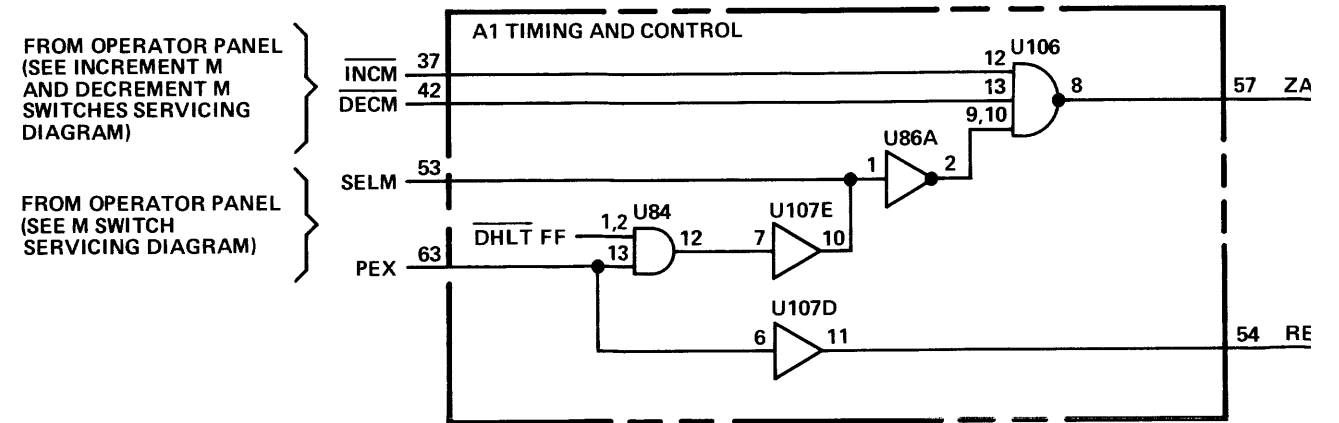 A1 TIMING AND CONTROL
FROM OPERATOR PANEL
(SEE INCREMENT M
AND DECREMENT M
SWITCHES SERVICING
DIAGRAM)
INCM 37
DECM 42
12
13
9,10
U106
8
57 ZA
U86A
1
2
SELM 53
FROM OPERATOR PANEL
(SEE M SWITCH
SERVICING DIAGRAM)
DHLT FF
1,2
13
U84
12
U107E
7
10
PEX 63
U107D
6
11
54 RE